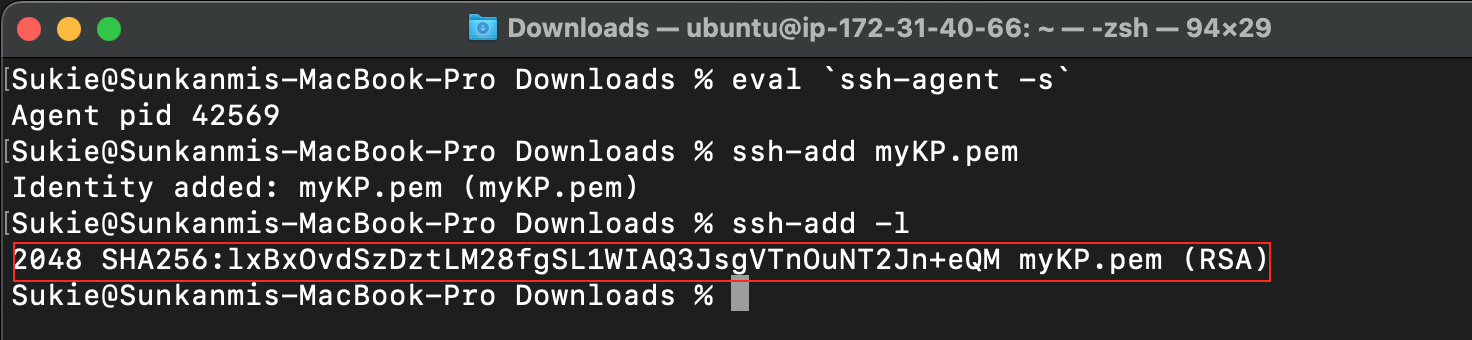 Downloads — ubuntu@ip-172-31-40-66: ~ — -zsh — 94×29
[Sukie@Sunkanmis-MacBook-Pro Downloads % eval `ssh-agent -s`
Agent pid 42569
[Sukie@Sunkanmis-MacBook-Pro Downloads % ssh-add myKP.pem
Identity added: myKP.pem (myKP.pem)
[Sukie@Sunkanmis-MacBook-Pro Downloads % ssh-add -l
2048 SHA256:lxBxOvdSzDztLM28fgSL1WIAQ3JsgVTnOuNT2Jn+eQM myKP.pem (RSA)
Sukie@Sunkanmis-MacBook-Pro Downloads %